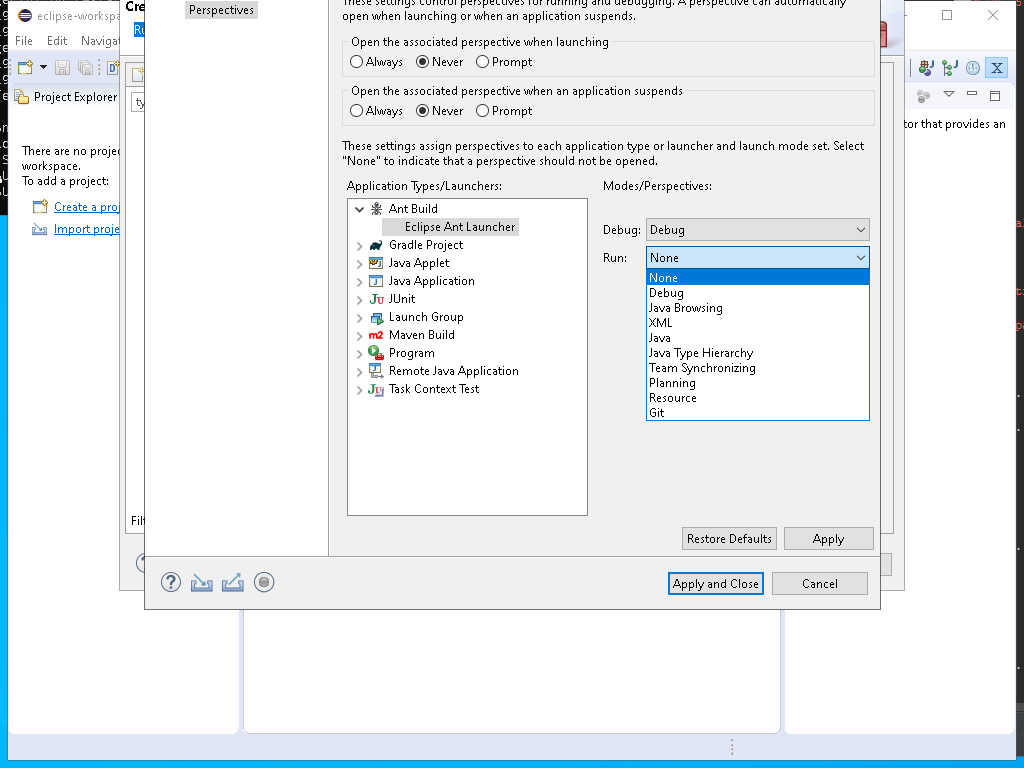 Perspectives
These settings control perspectives for running and debugging. A perspective can automatically
open when launching or when an application suspends.
Open the associated perspective when launching
Always Never Prompt
Open the associated perspective when an application suspends
Always Never Prompt
These settings assign perspectives to each application type or launcher and launch mode set. Select
"None" to indicate that a perspective should not be opened.
Application Types/Launchers:
Ant Build
Eclipse Ant Launcher
Gradle Project
Java Applet
Java Application
JUnit
Launch Group
Maven Build
Program
Remote Java Application
Task Context Test
Modes/Perspectives:
Debug: Debug
Run: None
None
Debug
Java Browsing
XML
Java
Java Type Hierarchy
Team Synchronizing
Planning
Resource
Git
Restore Defaults Apply
Apply and Close Cancel
eclipse-workspa
File Edit Navigat
Project Explorer
There are no projec
workspace.
To add a project:
Create a proj
Import proje
Cre
Ru
ty
Filt
tor that provides an